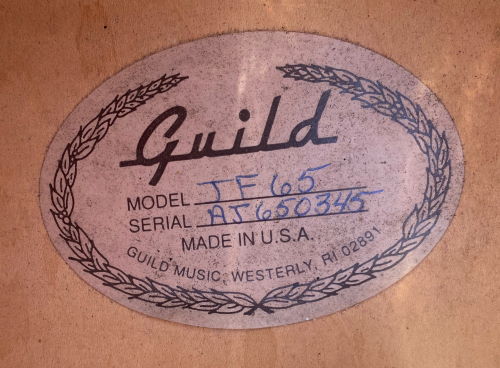 Guild
MODEL JF65
SERIAL AJ650345
MADE IN U.S.A.
GUILD MUSIC, WESTERLY, RI 02891